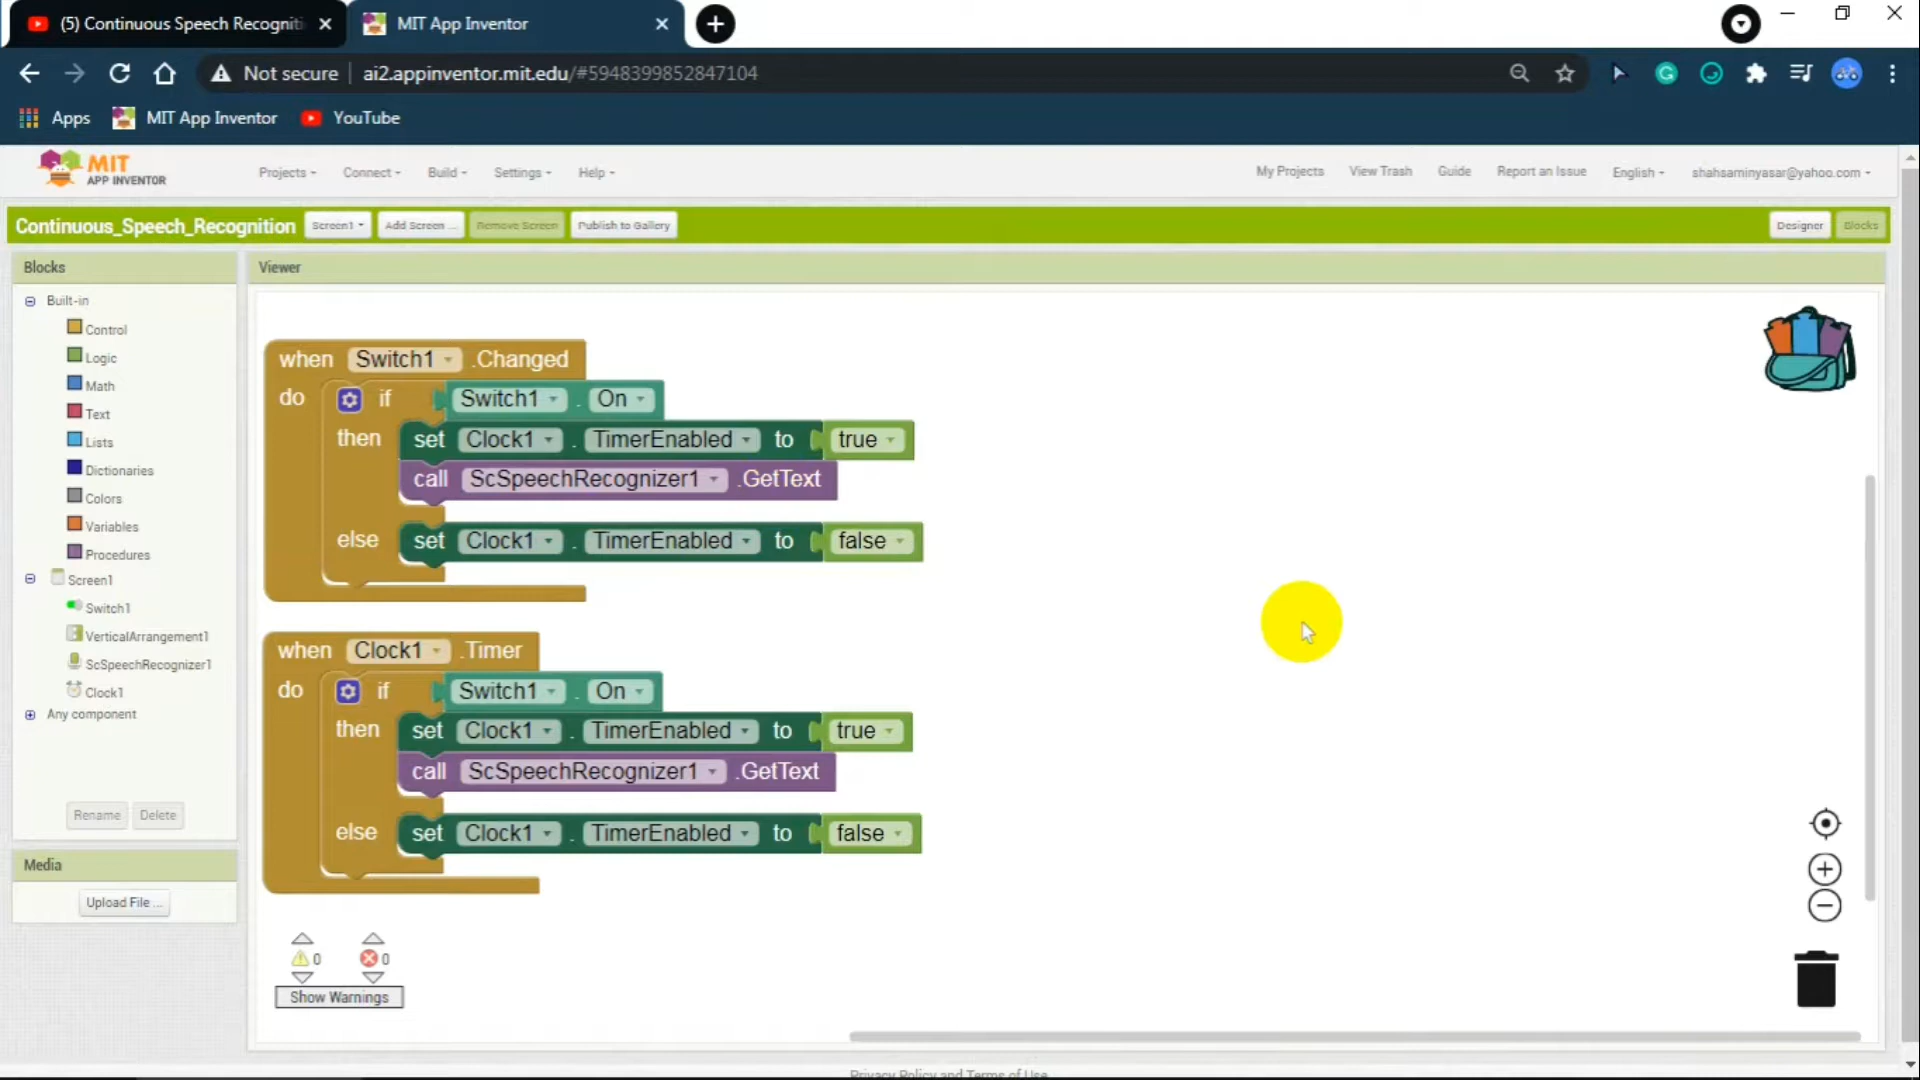 (5) Continuous Speech Recogniti
MIT App Inventor
Not secure
ai2.appinventor.mit.edu/#5948399852847104
Apps
MIT App Inventor
YouTube
MIT
APP INVENTOR
Projects
Connect
Build
Settings
Help
My Projects
View Trash
Guide
Report an Issue
English
shahsaminyasar@yahoo.com
Continuous_Speech_Recognition
Screen1
Add Screen ...
Remove Screen
Publish to Gallery
Designer
Blocks
Blocks
Viewer
Built-in
Control
Logic
Math
Text
Lists
Dictionaries
Colors
Variables
Procedures
Screen1
Switch1
VerticalArrangement1
ScSpeechRecognizer1
Clock1
Any component
Rename
Delete
Media
Upload File ...
when Switch1 .Changed
do if Switch1 . On
then set Clock1 . TimerEnabled to true
call ScSpeechRecognizer1 .GetText
else set Clock1 . TimerEnabled to false
when Clock1 .Timer
do if Switch1 . On
then set Clock1 . TimerEnabled to true
call ScSpeechRecognizer1 .GetText
else set Clock1 . TimerEnabled to false
0
0
Show Warnings
Privacy Policy and Terms of Use